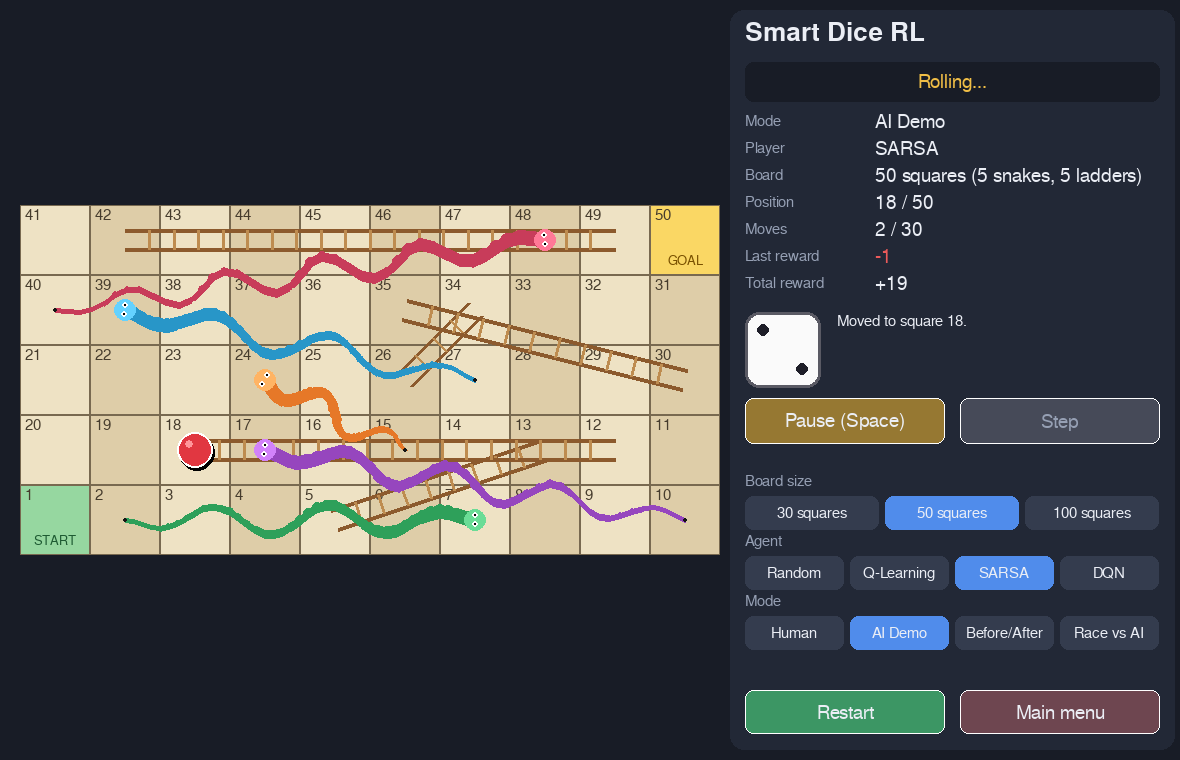 Smart Dice RL
Rolling...
Mode AI Demo
Player SARSA
Board 50 squares (5 snakes, 5 ladders)
Position 18 / 50
Moves 2 / 30
Last reward -1
Total reward +19
Moved to square 18.
Pause (Space) Step
Board size
30 squares 50 squares 100 squares
Agent
Random Q-Learning SARSA DQN
Mode
Human AI Demo Before/After Race vs AI
Restart Main menu
41 42 43 44 45 46 47 48 49 50
GOAL
40 39 38 37 36 35 34 33 32 31
21 22 23 24 25 26 27 28 29 30
20 19 18 17 16 15 14 13 12 11
1 2 3 4 5 6 7 8 9 10
START